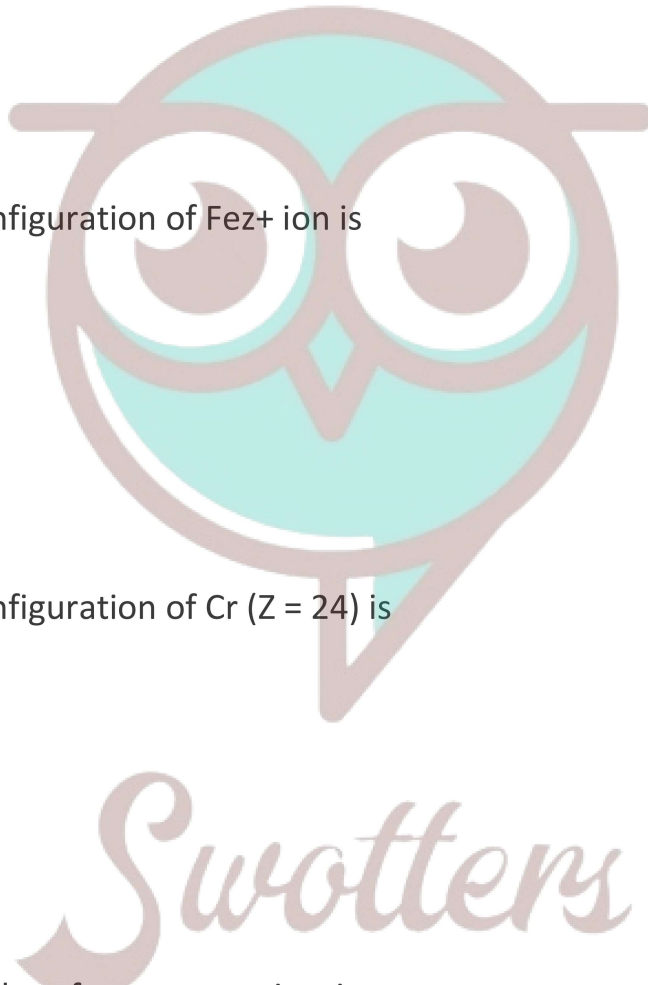 nfiguration of Fez+ ion is
nfiguration of Cr (Z = 24) is
Swotters